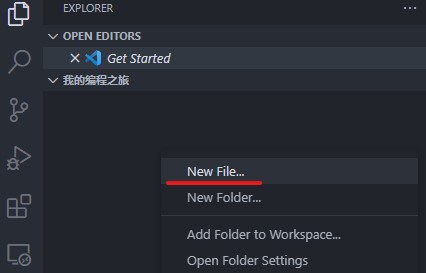 EXPLORER
OPEN EDITORS
Get Started
我的编程之旅
New File...
New Folder...
Add Folder to Workspace...
Open Folder Settings